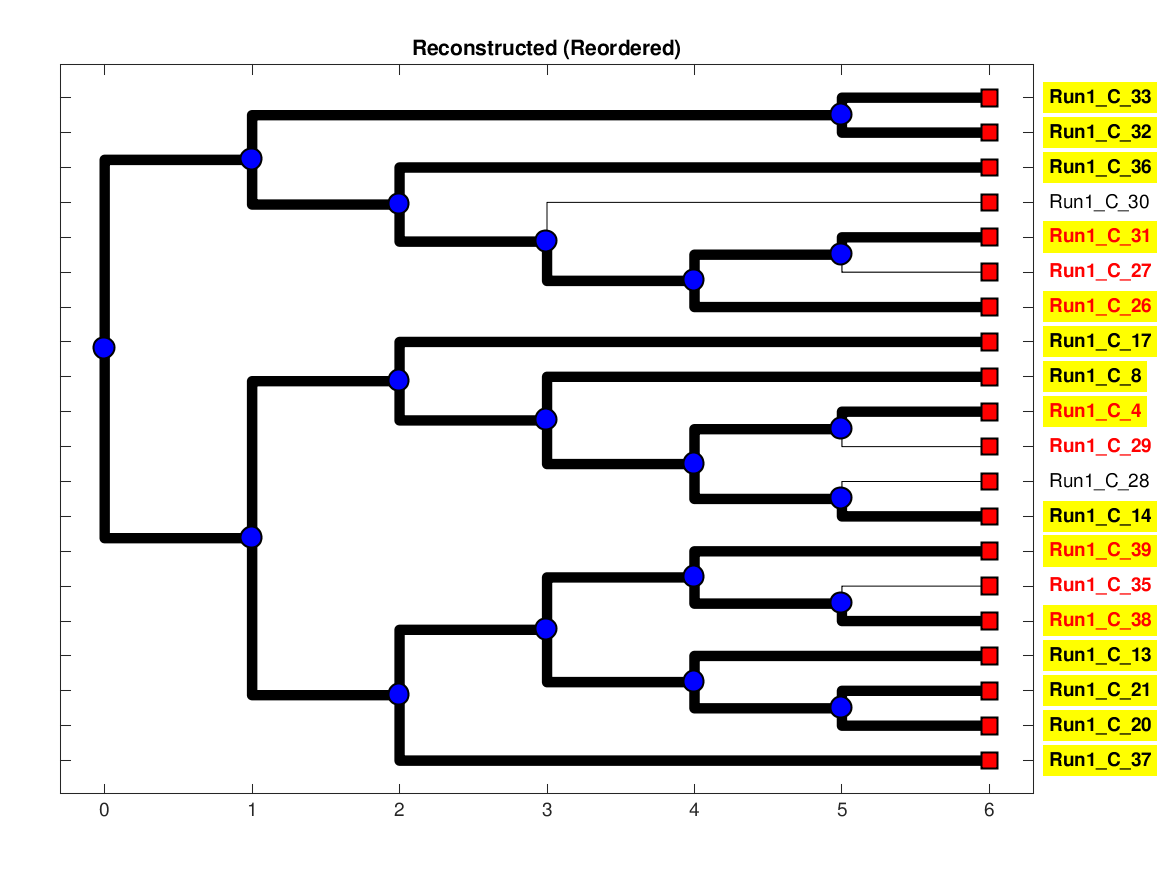 Reconstructed (Reordered)
Run1_C_33
Run1_C_32
Run1_C_36
Run1_C_30
Run1_C_31
Run1_C_27
Run1_C_26
Run1_C_17
Run1_C_8
Run1_C_4
Run1_C_29
Run1_C_28
Run1_C_14
Run1_C_39
Run1_C_35
Run1_C_38
Run1_C_13
Run1_C_21
Run1_C_20
Run1_C_37
0 1 2 3 4 5 6